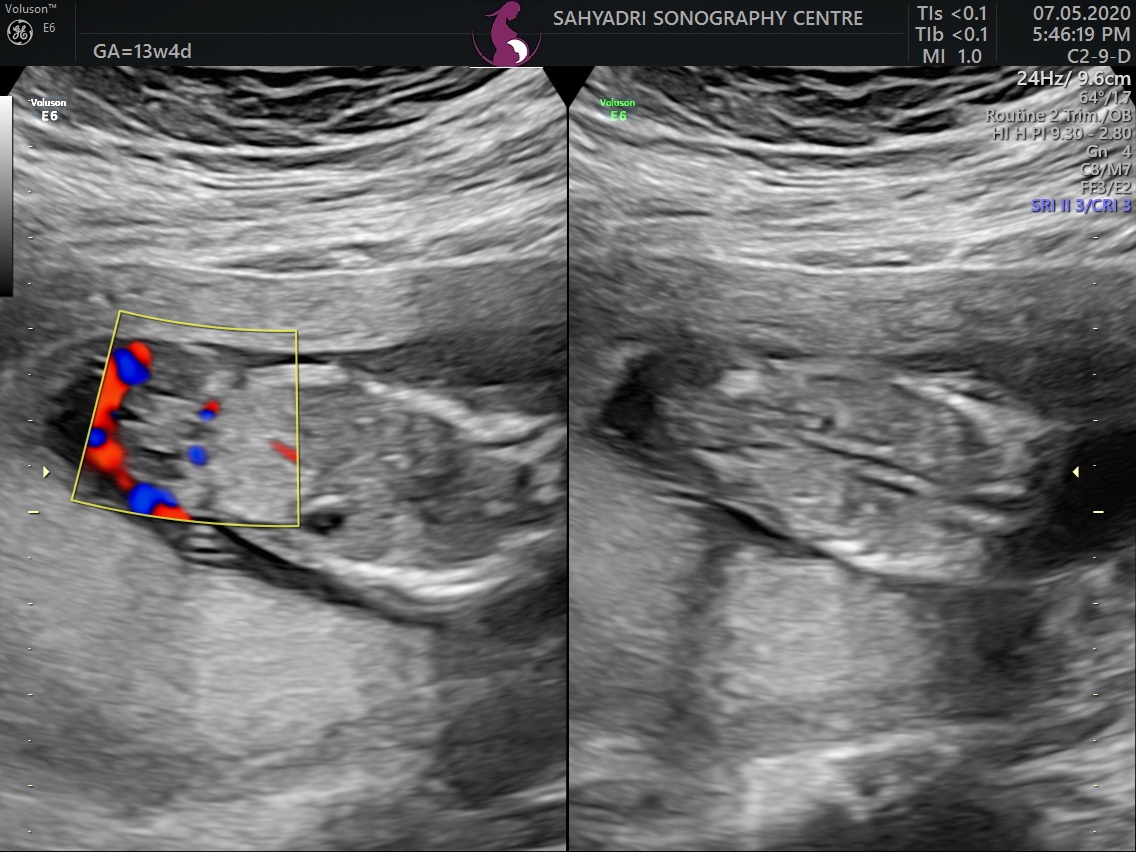 Voluson™
E6
GA=13w4d
SAHYADRI SONOGRAPHY CENTRE
TIs <0.1
TIb <0.1
MI 1.0
07.05.2020
5:46:19 PM
C2-9-D
Voluson
E6
Voluson
E6
24Hz/ 9.6cm
64°/1.7
Routine 2 Trim./OB
HI H PI 9.30 - 2.80
Gn 4
C8/M7
FF3/E2
SRI II 3/CRI 3